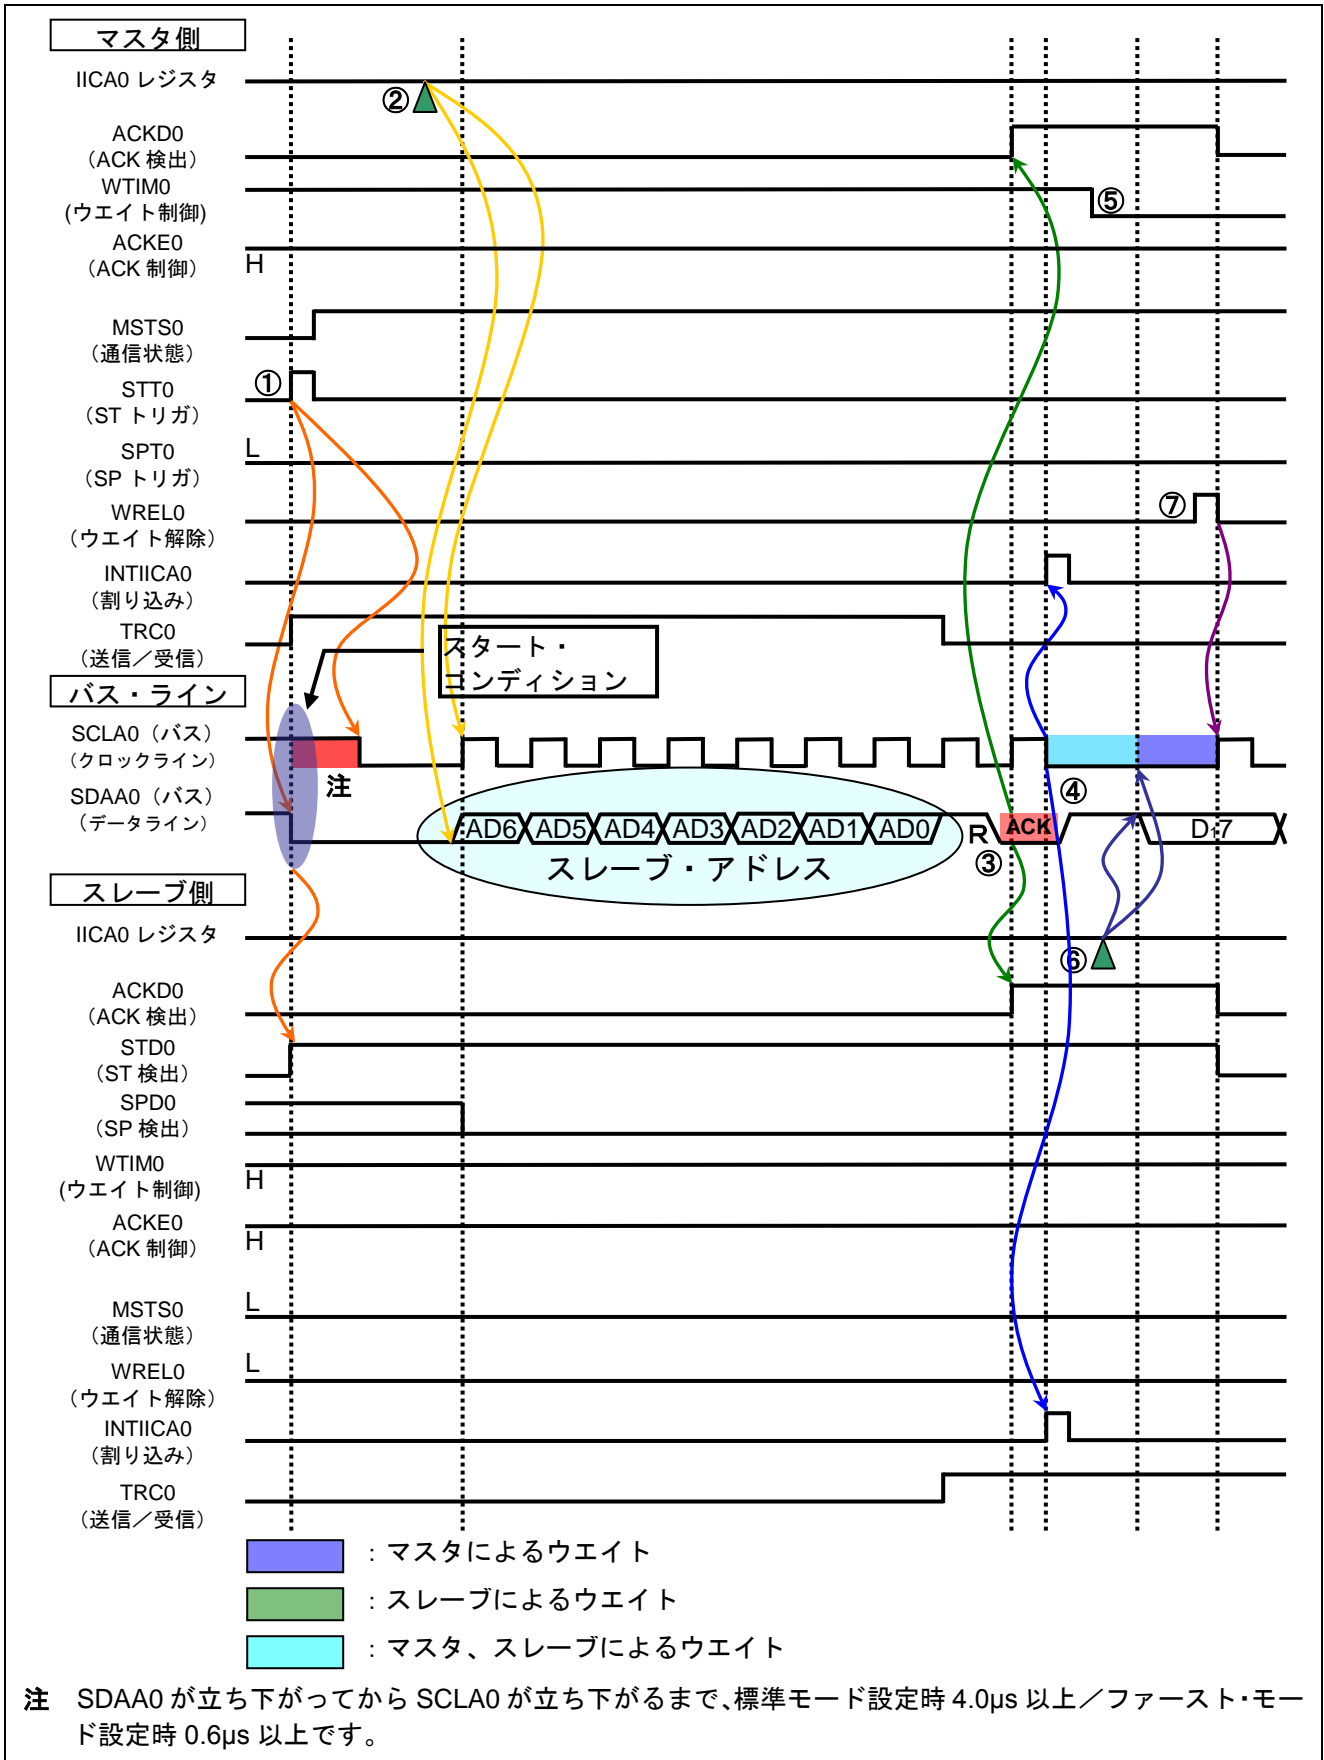 マスタ側
IICA0 レジスタ
②
ACKD0
（ACK 検出）
WTIM0
(ウエイト制御)
⑤
ACKE0
（ACK 制御）
H
MSTS0
（通信状態）
①
STT0
（ST トリガ）
SPT0
（SP トリガ）
L
WREL0
（ウエイト解除）
⑦
INTIICA0
（割り込み）
TRC0
（送信／受信）
スタート・
コンディション
バス・ライン
SCLA0（バス）
（クロックライン）
注
④
SDAA0（バス）
（データライン）
AD6 AD5 AD4 AD3 AD2 AD1 AD0 R ACK D₁7
③
スレーブ・アドレス
スレーブ側
IICA0 レジスタ
⑥
ACKD0
（ACK 検出）
STD0
（ST 検出）
SPD0
（SP 検出）
WTIM0
(ウエイト制御)
H
ACKE0
（ACK 制御）
H
MSTS0
（通信状態）
L
WREL0
（ウエイト解除）
L
INTIICA0
（割り込み）
TRC0
（送信／受信）
：マスタによるウエイト
：スレーブによるウエイト
：マスタ、スレーブによるウエイト
注 SDAA0 が立ち下がってから SCLA0 が立ち下がるまで、標準モード設定時 4.0μs 以上／ファースト・モー
ド設定時 0.6μs 以上です。